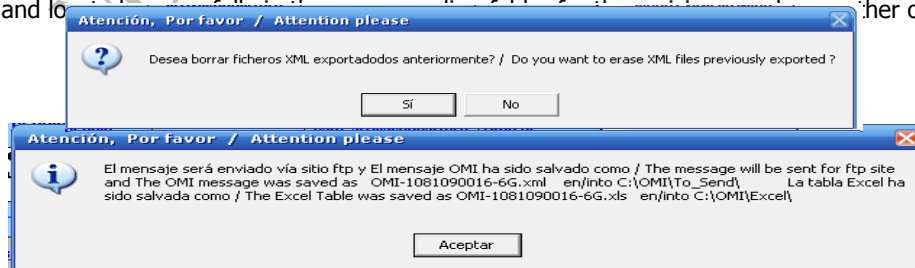 and lo
ther c
Atención, Por favor / Attention please
Desea borrar ficheros XML exportadodos anteriormente? / Do you want to erase XML files previously exported ?
Sí No
Atención, Por favor / Attention please
El mensaje será enviado vía sitio ftp y El mensaje OMI ha sido salvado como / The message will be sent for ftp site
and The OMI message was saved as OMI-1081090016-6G.xml en/into C:\OMI\To_Send\ La tabla Excel ha
sido salvada como / The Excel Table was saved as OMI-1081090016-6G.xls en/into C:\OMI\Excel\
Aceptar